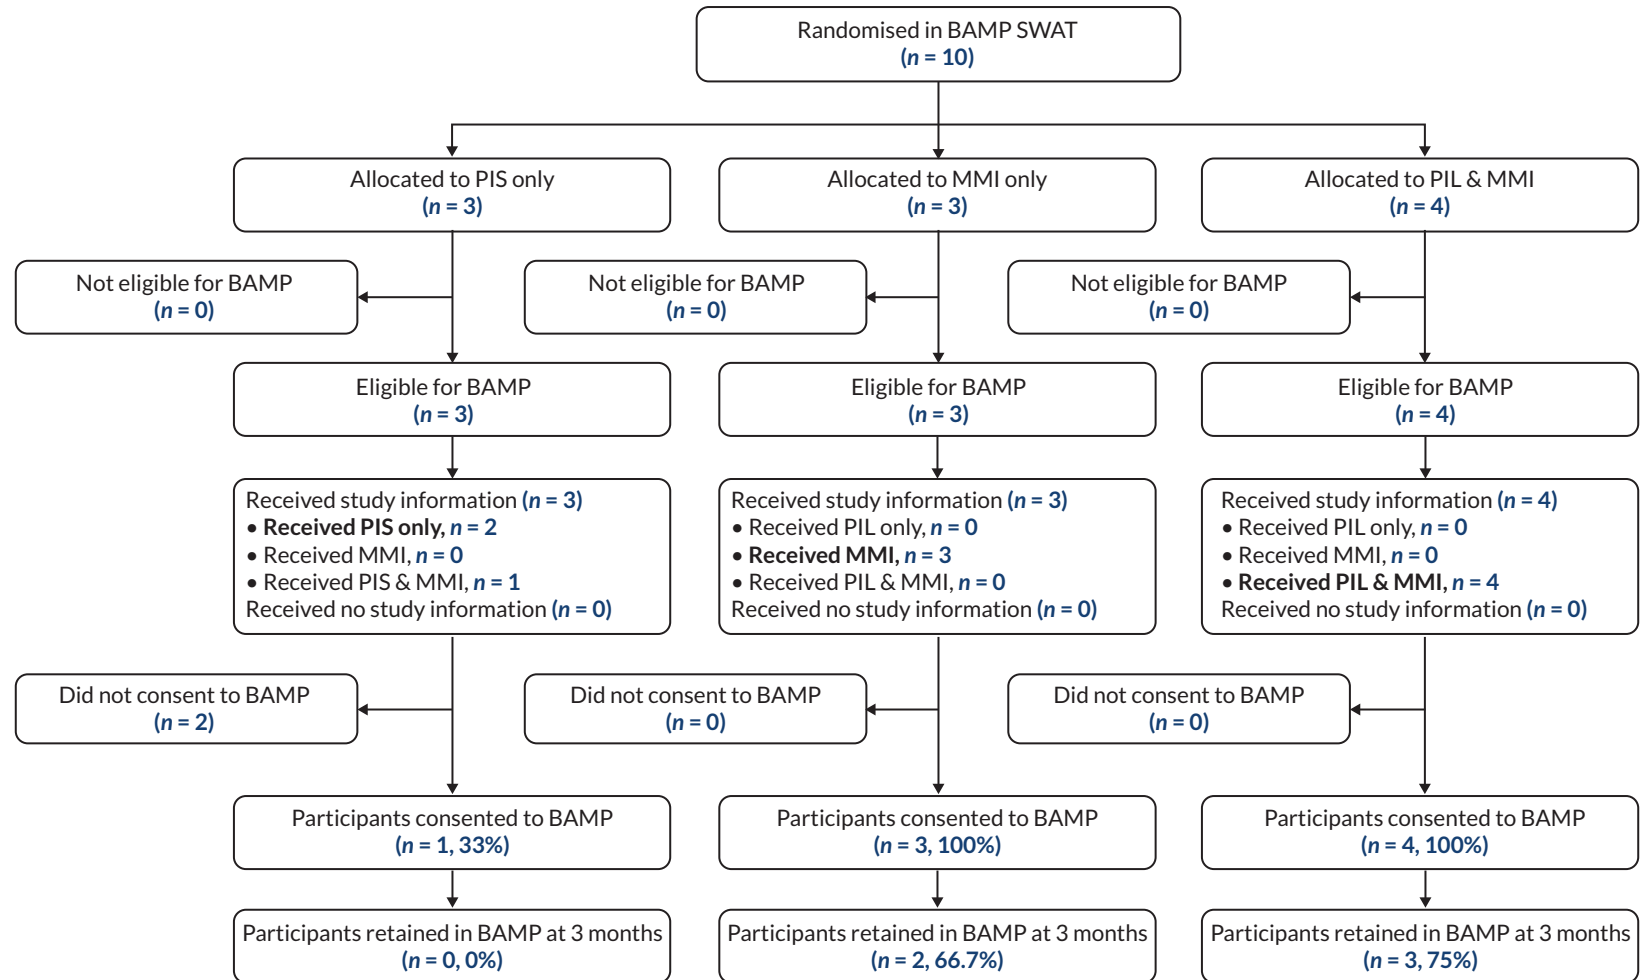 Randomised in BAMP SWAT
(n = 10)
Allocated to PIS only
(n = 3)
Allocated to MMI only
(n = 3)
Allocated to PIL & MMI
(n = 4)
Not eligible for BAMP
(n = 0)
Not eligible for BAMP
(n = 0)
Not eligible for BAMP
(n = 0)
Eligible for BAMP
(n = 3)
Eligible for BAMP
(n = 3)
Eligible for BAMP
(n = 4)
Received study information (n = 3)
• Received PIS only, n = 2
• Received MMI, n = 0
• Received PIS & MMI, n = 1
Received no study information (n = 0)
Received study information (n = 3)
• Received PIL only, n = 0
• Received MMI, n = 3
• Received PIL & MMI, n = 0
Received no study information (n = 0)
Received study information (n = 4)
• Received PIL only, n = 0
• Received MMI, n = 0
• Received PIL & MMI, n = 4
Received no study information (n = 0)
Did not consent to BAMP
(n = 2)
Did not consent to BAMP
(n = 0)
Did not consent to BAMP
(n = 0)
Participants consented to BAMP
(n = 1, 33%)
Participants consented to BAMP
(n = 3, 100%)
Participants consented to BAMP
(n = 4, 100%)
Participants retained in BAMP at 3 months
(n = 0, 0%)
Participants retained in BAMP at 3 months
(n = 2, 66.7%)
Participants retained in BAMP at 3 months
(n = 3, 75%)